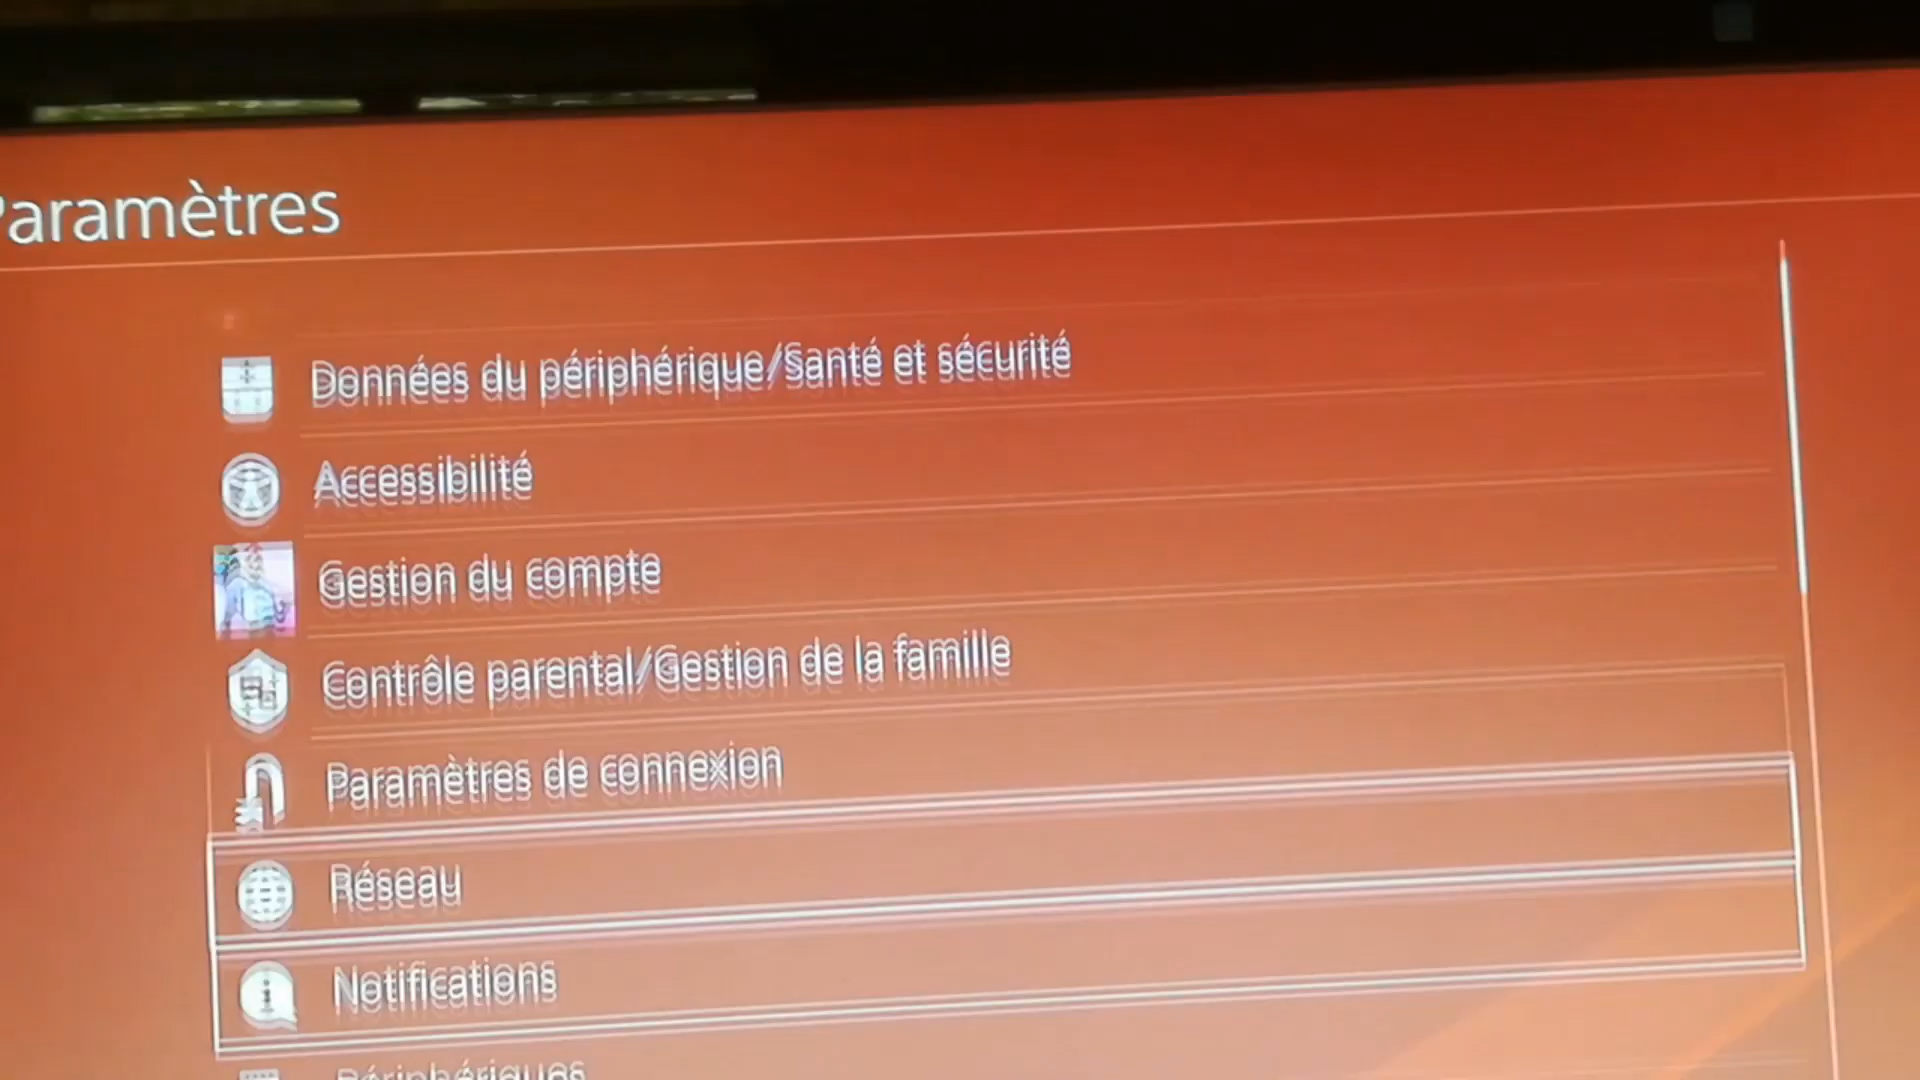 Paramètres
Données du périphérique/Santé et sécurité
Accessibilité
Gestion du compte
Contrôle parental/Gestion de la famille
Paramètres de connexion
Réseau
Notifications
Périphériques